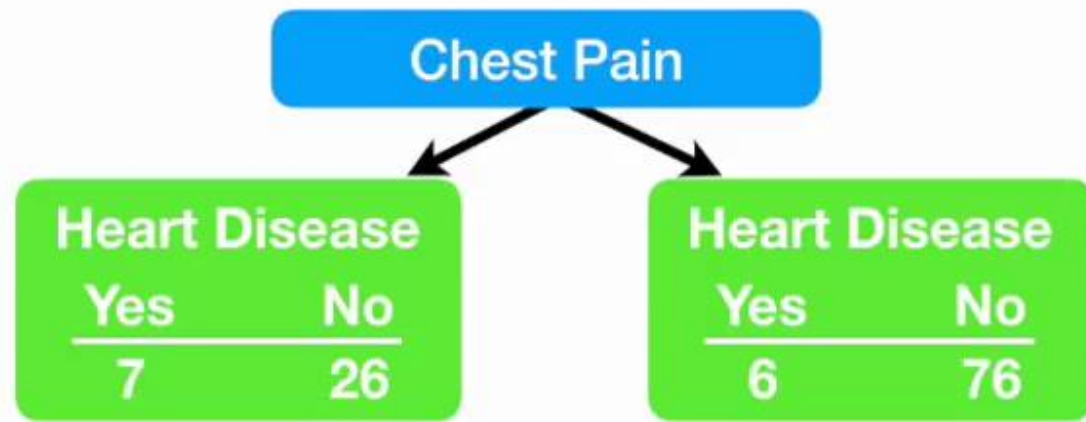 Chest Pain
Heart Disease
Yes No
7 26
Heart Disease
Yes No
6 76